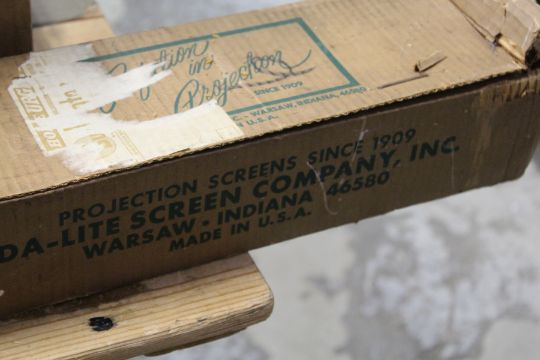 in
Projection
SINCE 1909
WARSAW, INDIANA, 46580
IN U.S.A.
PROJECTION SCREENS SINCE 1909
DA-LITE SCREEN COMPANY, INC.
WARSAW - INDIANA 46580
MADE IN U.S.A.